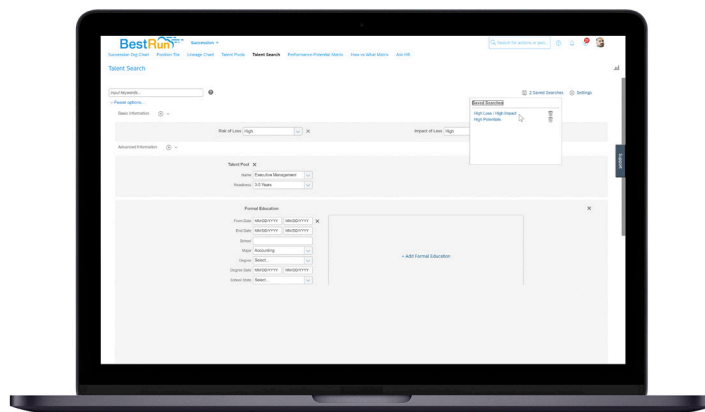 BestRun
Succession
Search for actions or peo...
Succession Org Chart Position Tile Lineage Chart Talent Pools Talent Search Performance-Potential Matrix How vs What Matrix Ask HR
Talent Search
Input keywords...
2 Saved Searches Settings
Fewer options...
Saved Searches
Basic Information
High Loss / High Impact
High Potentials
Risk of Loss High
Impact of Loss High
Advanced Information
Support
Talent Pool
Name Executive Management
Readiness 3-5 Years
Formal Education
From Date MM/DD/YYYY MM/DD/YYYY
End Date MM/DD/YYYY MM/DD/YYYY
School
Major Accounting
+ Add Formal Education
Degree Select...
Degree Date MM/DD/YYYY MM/DD/YYYY
School State Select...